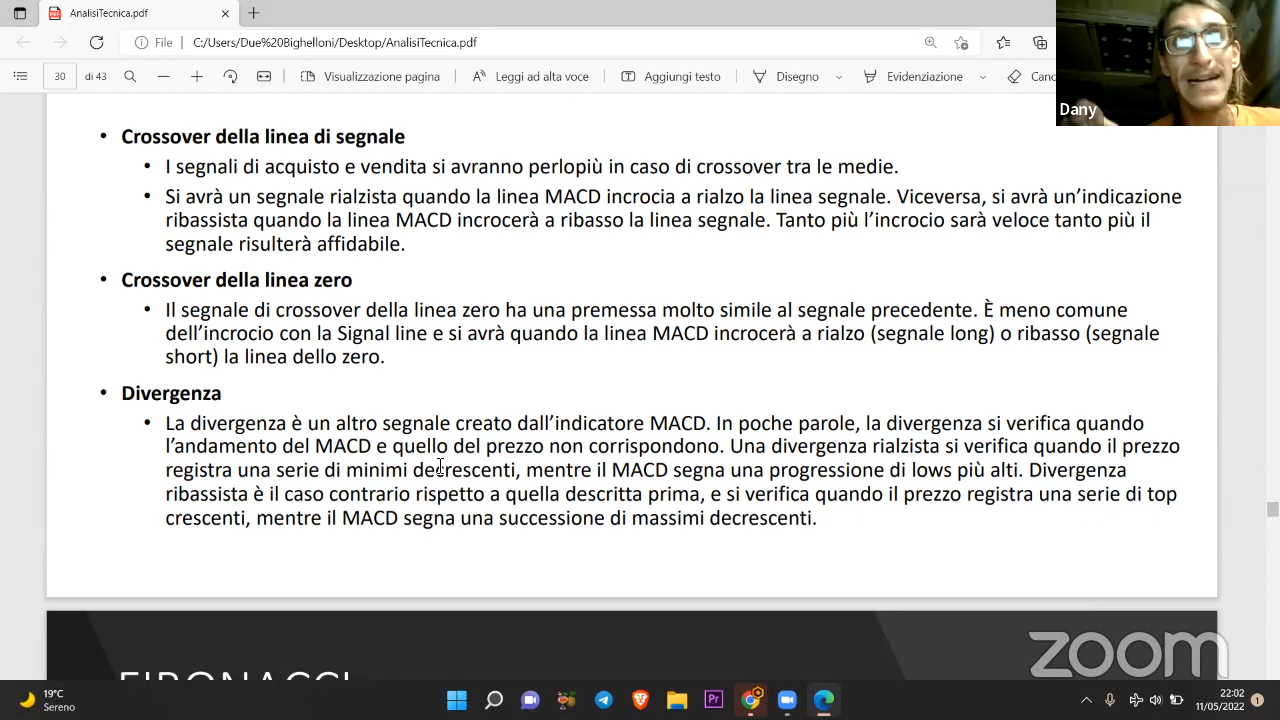 AnalisiTecnica.pdf
File
C:/Users/Due%20Bighelloni/Desktop/AnalisiTecnica.pdf
30
di 43
Visualizzazione pagina
Leggi ad alta voce
Aggiungi testo
Disegno
Evidenziazione
Canc
Dany
• Crossover della linea di segnale
• I segnali di acquisto e vendita si avranno perlopiù in caso di crossover tra le medie.
• Si avrà un segnale rialzista quando la linea MACD incrocia a rialzo la linea segnale. Viceversa, si avrà un’indicazione
ribassista quando la linea MACD incrocerà a ribasso la linea segnale. Tanto più l’incrocio sarà veloce tanto più il
segnale risulterà affidabile.
• Crossover della linea zero
• Il segnale di crossover della linea zero ha una premessa molto simile al segnale precedente. È meno comune
dell’incrocio con la Signal line e si avrà quando la linea MACD incrocerà a rialzo (segnale long) o ribasso (segnale
short) la linea dello zero.
• Divergenza
• La divergenza è un altro segnale creato dall’indicatore MACD. In poche parole, la divergenza si verifica quando
l’andamento del MACD e quello del prezzo non corrispondono. Una divergenza rialzista si verifica quando il prezzo
registra una serie di minimi decrescenti, mentre il MACD segna una progressione di lows più alti. Divergenza
ribassista è il caso contrario rispetto a quella descritta prima, e si verifica quando il prezzo registra una serie di top
crescenti, mentre il MACD segna una successione di massimi decrescenti.
FIBONACCI
zoom
19°C
Sereno
Pr
22:02
11/05/2022
1